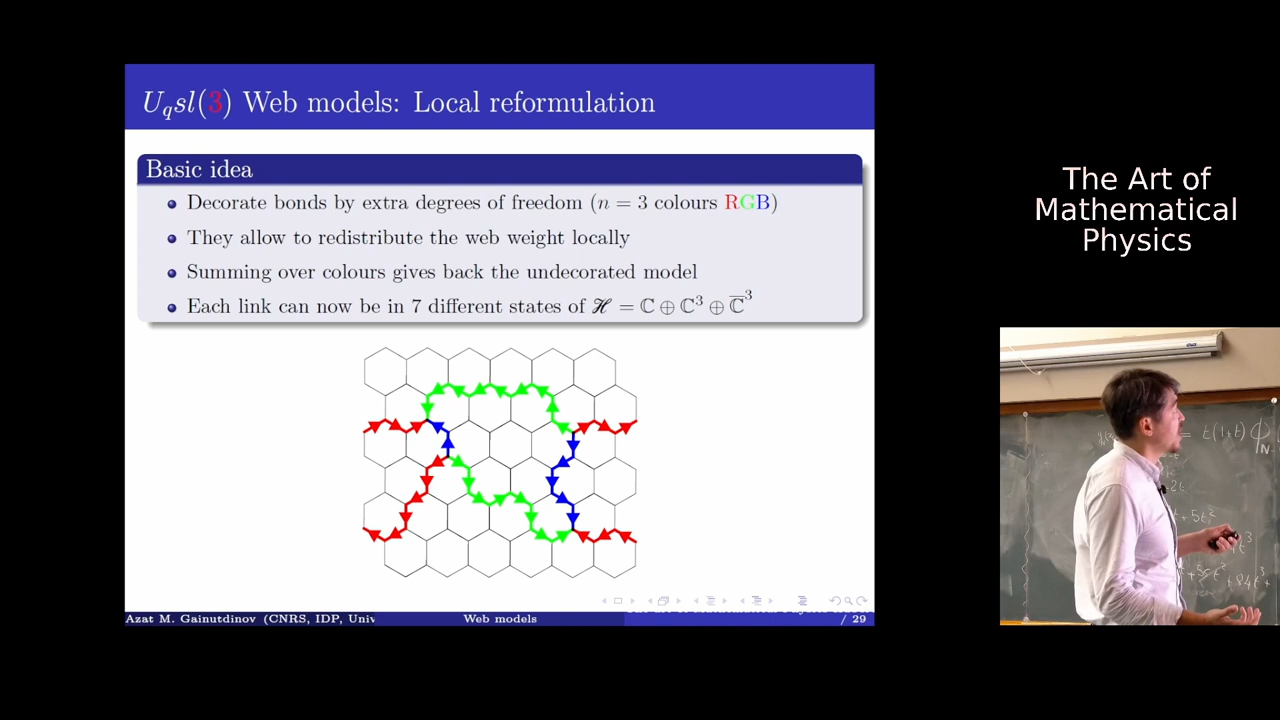 U_q sl(3) Web models: Local reformulation
Basic idea
Decorate bonds by extra degrees of freedom (n = 3 colours RGB)
They allow to redistribute the web weight locally
Summing over colours gives back the undecorated model
Each link can now be in 7 different states of ℋ = ℂ ⊕ ℂ³ ⊕ ℂ̅³
Azat M. Gainutdinov (CNRS, IDP, Univ
Web models
/ 29
The Art of
Mathematical
Physics
= t(1+t)